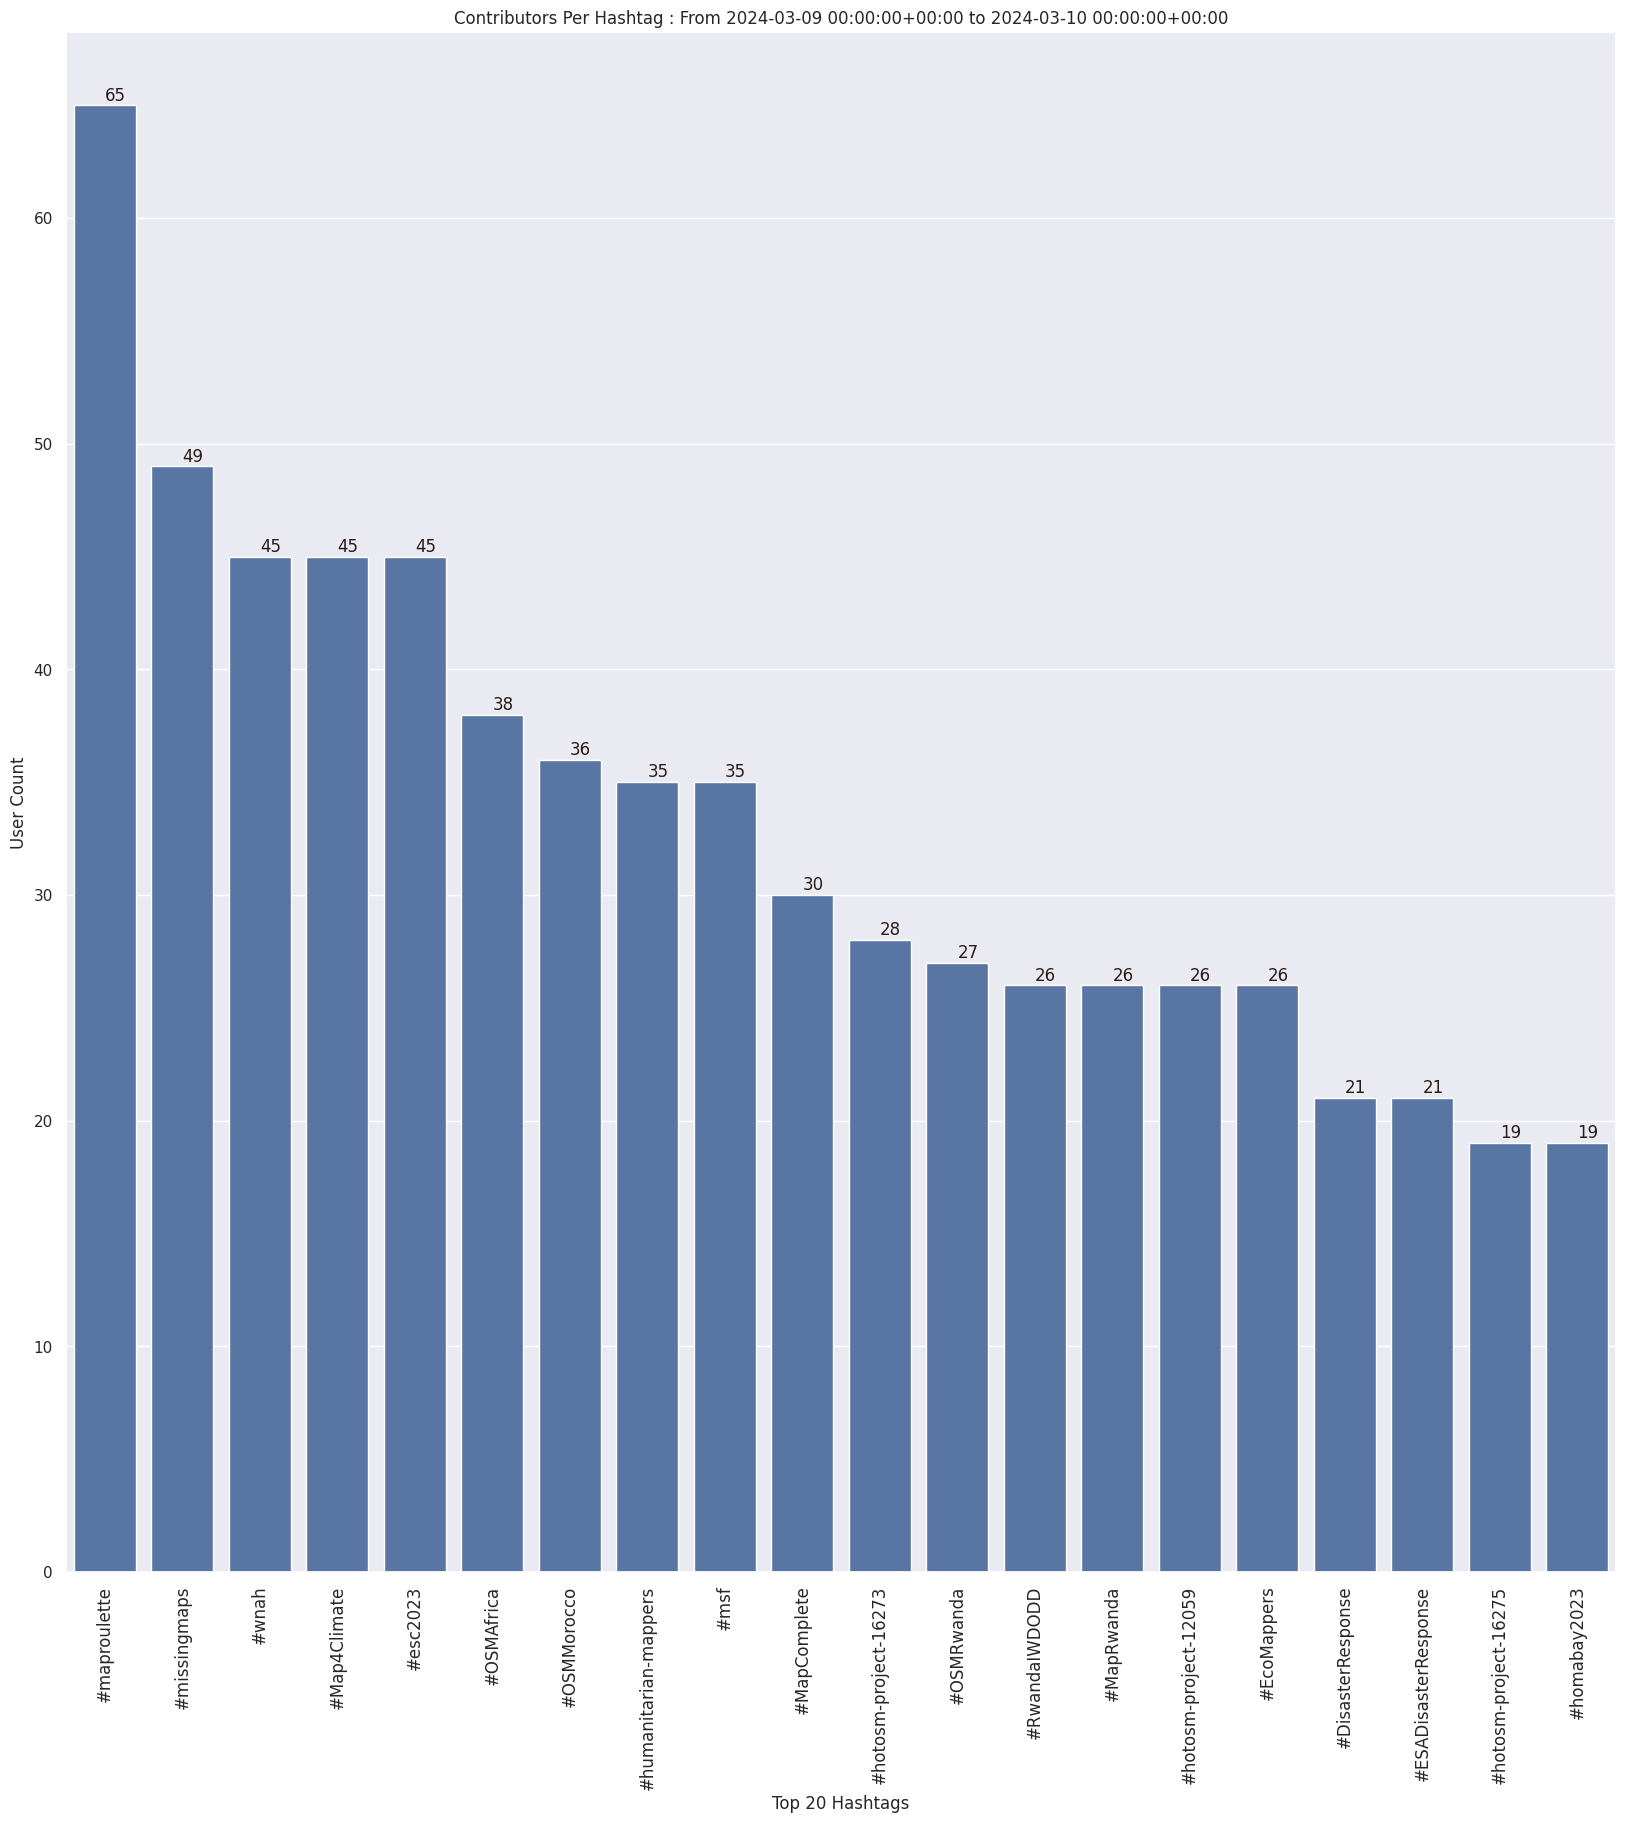 Contributors Per Hashtag : From 2024-03-09 00:00:00+00:00 to 2024-03-10 00:00:00+00:00
65
49
45
45
45
38
36
35
35
30
28
27
26
26
26
26
21
21
19
19
60
50
40
30
20
10
0
User Count
#maproulette
#missingmaps
#wnah
#Map4Climate
#esc2023
#OSMAfrica
#OSMMorocco
#humanitarian-mappers
#msf
#MapComplete
#hotosm-project-16273
#OSMRwanda
#RwandaIWDODD
#MapRwanda
#hotosm-project-12059
#EcoMappers
#DisasterResponse
#ESADisasterResponse
#hotosm-project-16275
#homabay2023
Top 20 Hashtags